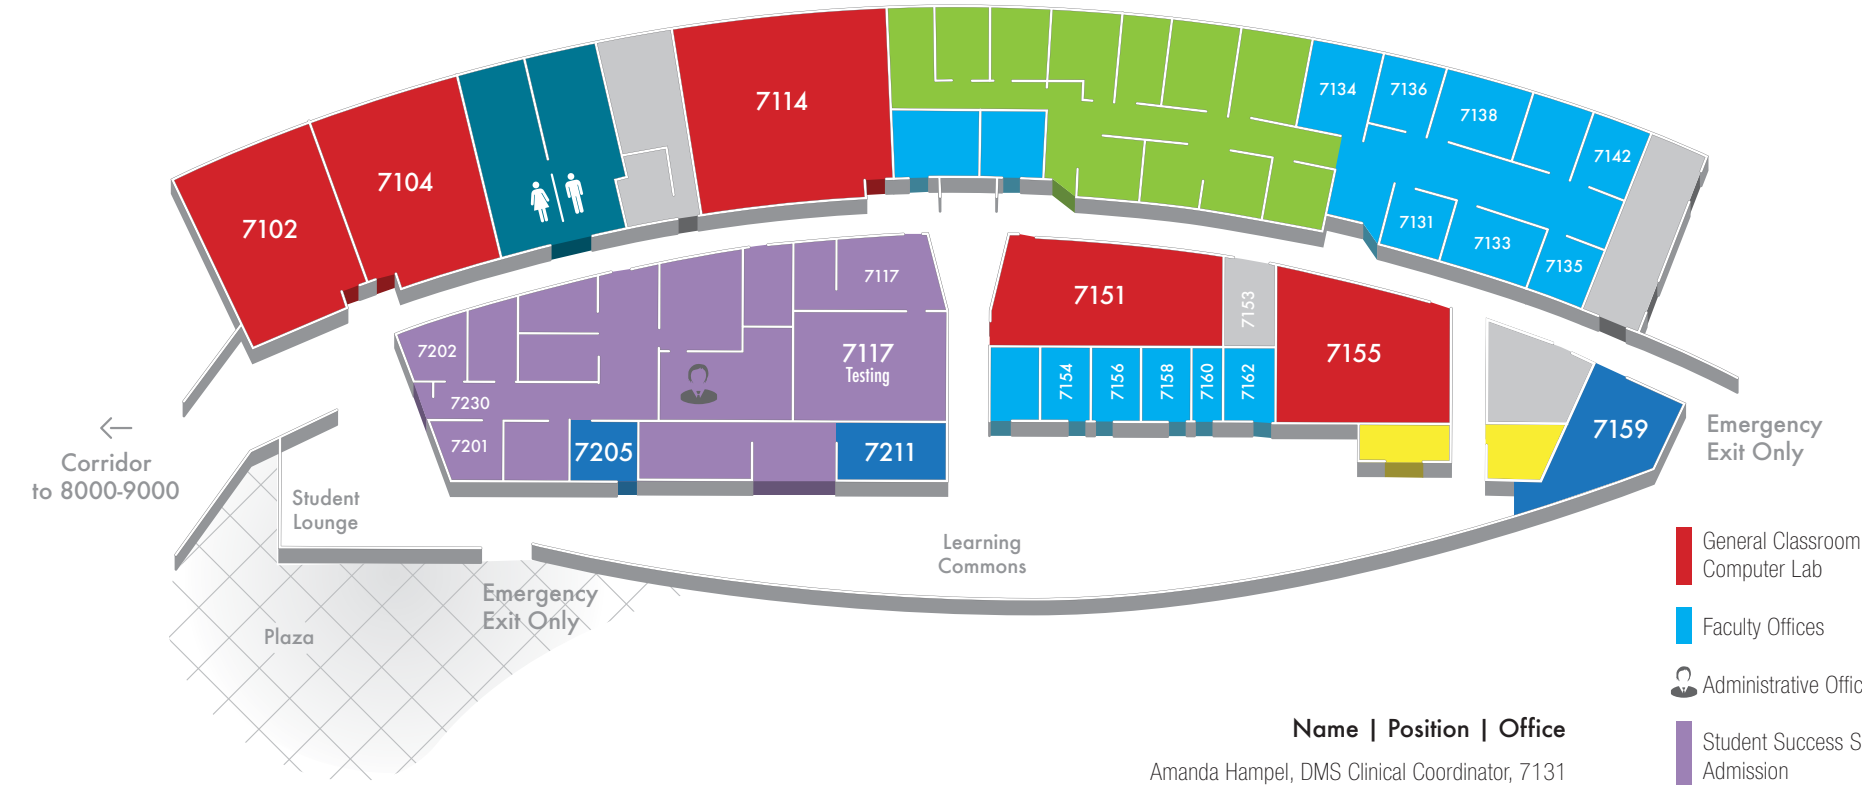 7114
7134
7136
7138
7142
7104
7102
7131
7133
7135
7117
7151
7153
7202
7117
Testing
7155
7154
7156
7158
7160
7162
7230
7201
7205
7211
7159
Emergency
Exit Only
Corridor
to 8000-9000
Student
Lounge
Learning
Commons
Emergency
Exit Only
Plaza
General Classroom
Computer Lab
Faculty Offices
Administrative Offic
Student Success S
Admission
Name | Position | Office
Amanda Hampel, DMS Clinical Coordinator, 7131